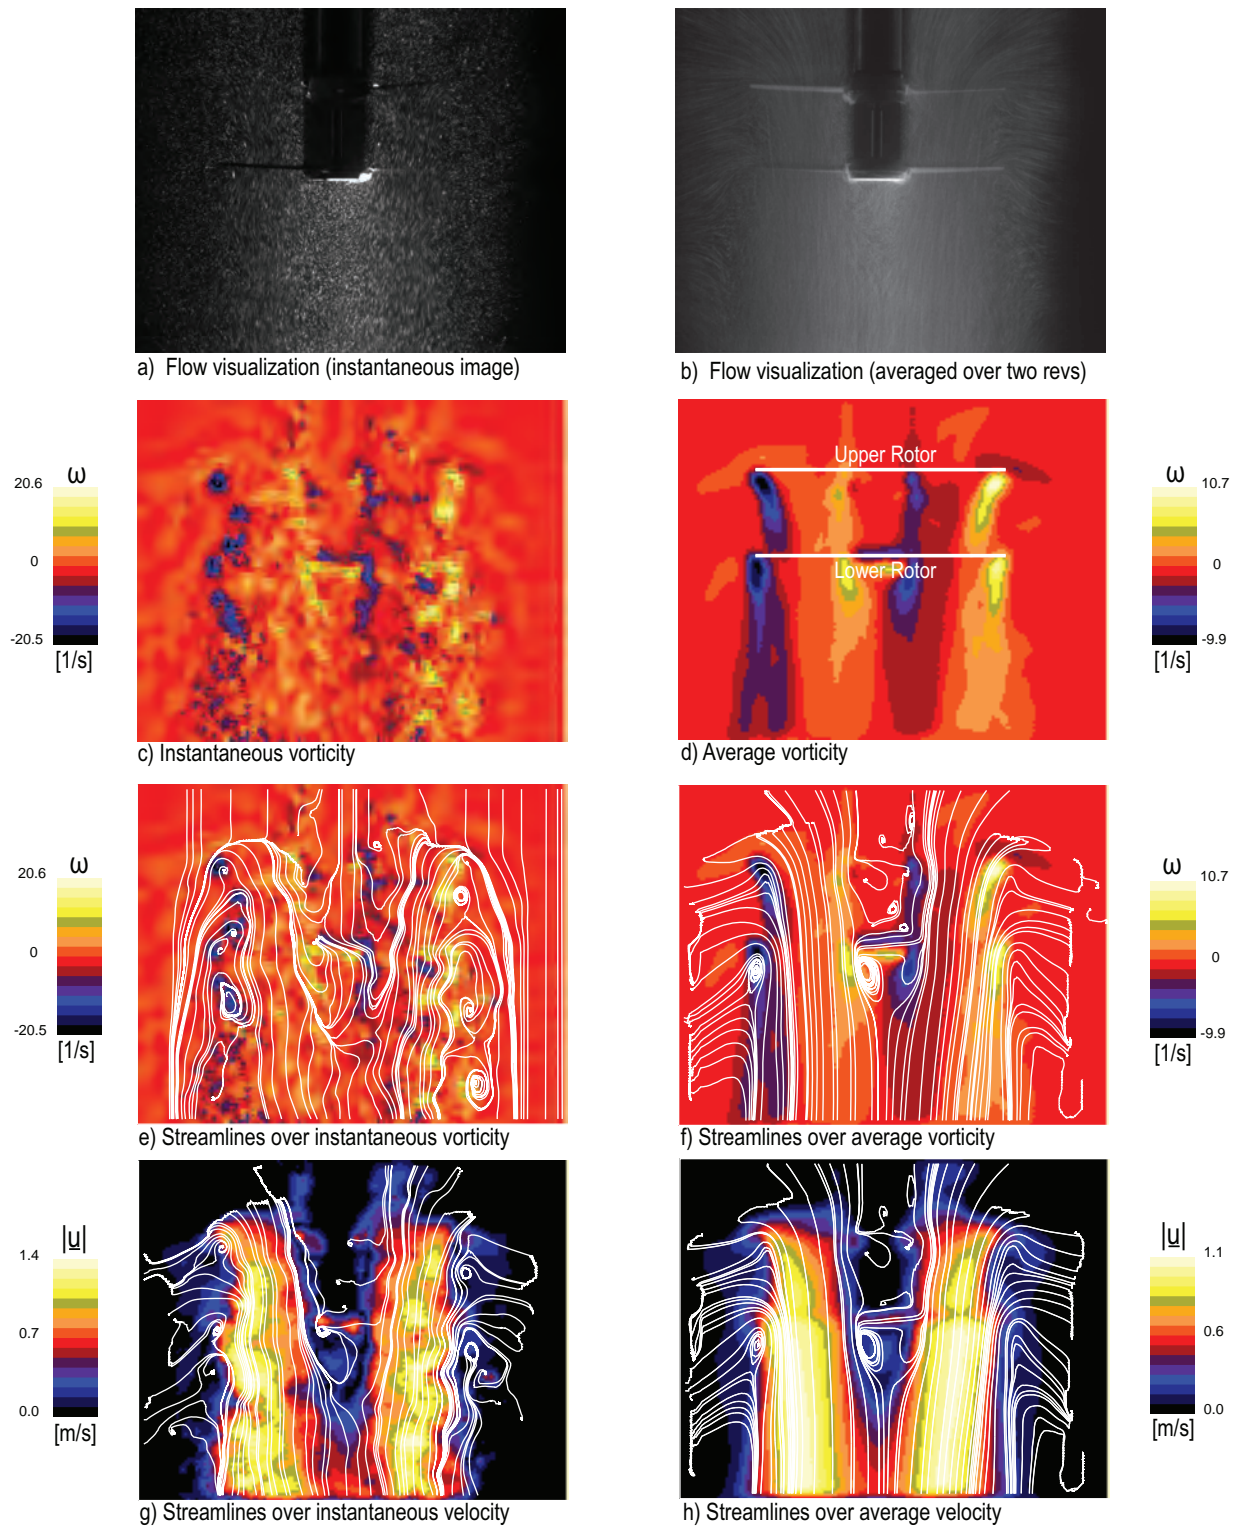 a) Flow visualization (instantaneous image)
b) Flow visualization (averaged over two revs)
ω
20.6
0
-20.5
[1/s]
Upper Rotor
Lower Rotor
ω
10.7
0
-9.9
[1/s]
c) Instantaneous vorticity
d) Average vorticity
ω
20.6
0
-20.5
[1/s]
ω
10.7
0
-9.9
[1/s]
e) Streamlines over instantaneous vorticity
f) Streamlines over average vorticity
|u|
1.4
0.7
0.0
[m/s]
|u|
1.1
0.6
0.0
[m/s]
g) Streamlines over instantaneous velocity
h) Streamlines over average velocity